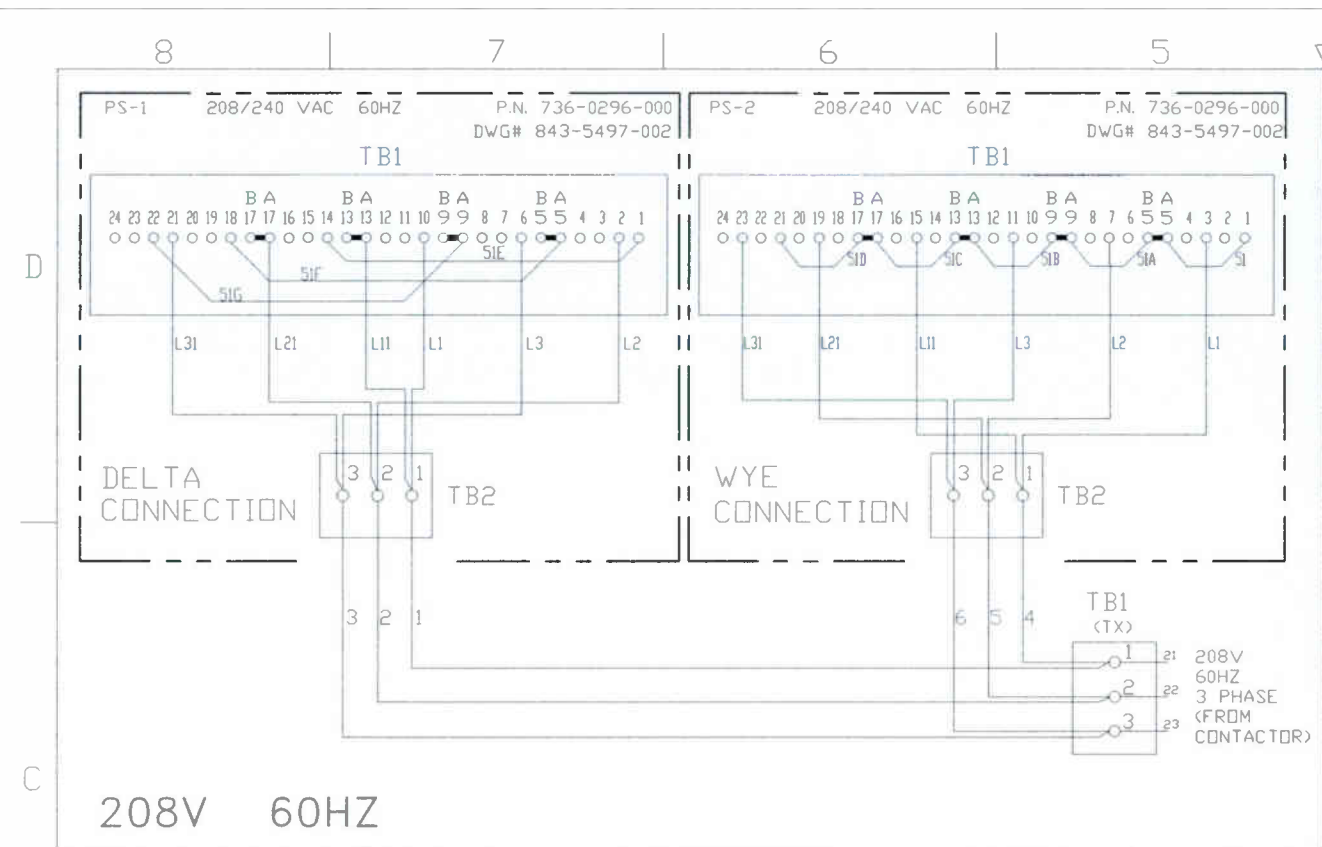 8 7 6 5
PS-1 208/240 VAC 60HZ P.N. 736-0296-000
DWG# 843-5497-002
TB1
B A B A B A B A
24 23 22 21 20 19 18 17 17 16 15 14 13 13 12 11 10 9 9 8 7 6 5 5 4 3 2 1
51E
51F
51G
L31 L21 L11 L1 L3 L2
DELTA
CONNECTION
3 2 1
TB2
PS-2 208/240 VAC 60HZ P.N. 736-0296-000
DWG# 843-5497-002
TB1
B A B A B A B A
24 23 22 21 20 19 18 17 17 16 15 14 13 13 12 11 10 9 9 8 7 6 5 5 4 3 2 1
51D 51C 51B 51A 51
L31 L21 L11 L3 L2 L1
WYE
CONNECTION
3 2 1
TB2
D
3 2 1
6 5 4
TB1
(TX)
1 21 208V
60HZ
2 22 3 PHASE
3 23 (FROM
CONTACTOR)
C
208V 60HZ